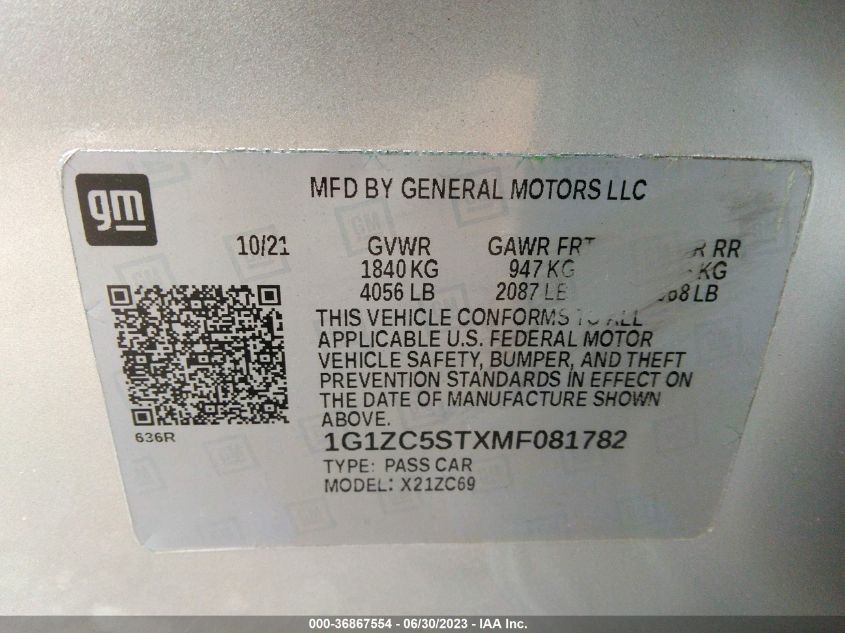 gm
MFD BY GENERAL MOTORS LLC
10/21 GVWR GAWR FRT RR
1840 KG 947 KG KG
4056 LB 2087 LB LB
THIS VEHICLE CONFORMS TO ALL
APPLICABLE U.S. FEDERAL MOTOR
VEHICLE SAFETY, BUMPER, AND THEFT
PREVENTION STANDARDS IN EFFECT ON
THE DATE OF MANUFACTURE SHOWN
ABOVE.
636R
1G1ZC5STXMF081782
TYPE: PASS CAR
MODEL: X21ZC69
000-36867554 - 06/30/2023 - IAA Inc.